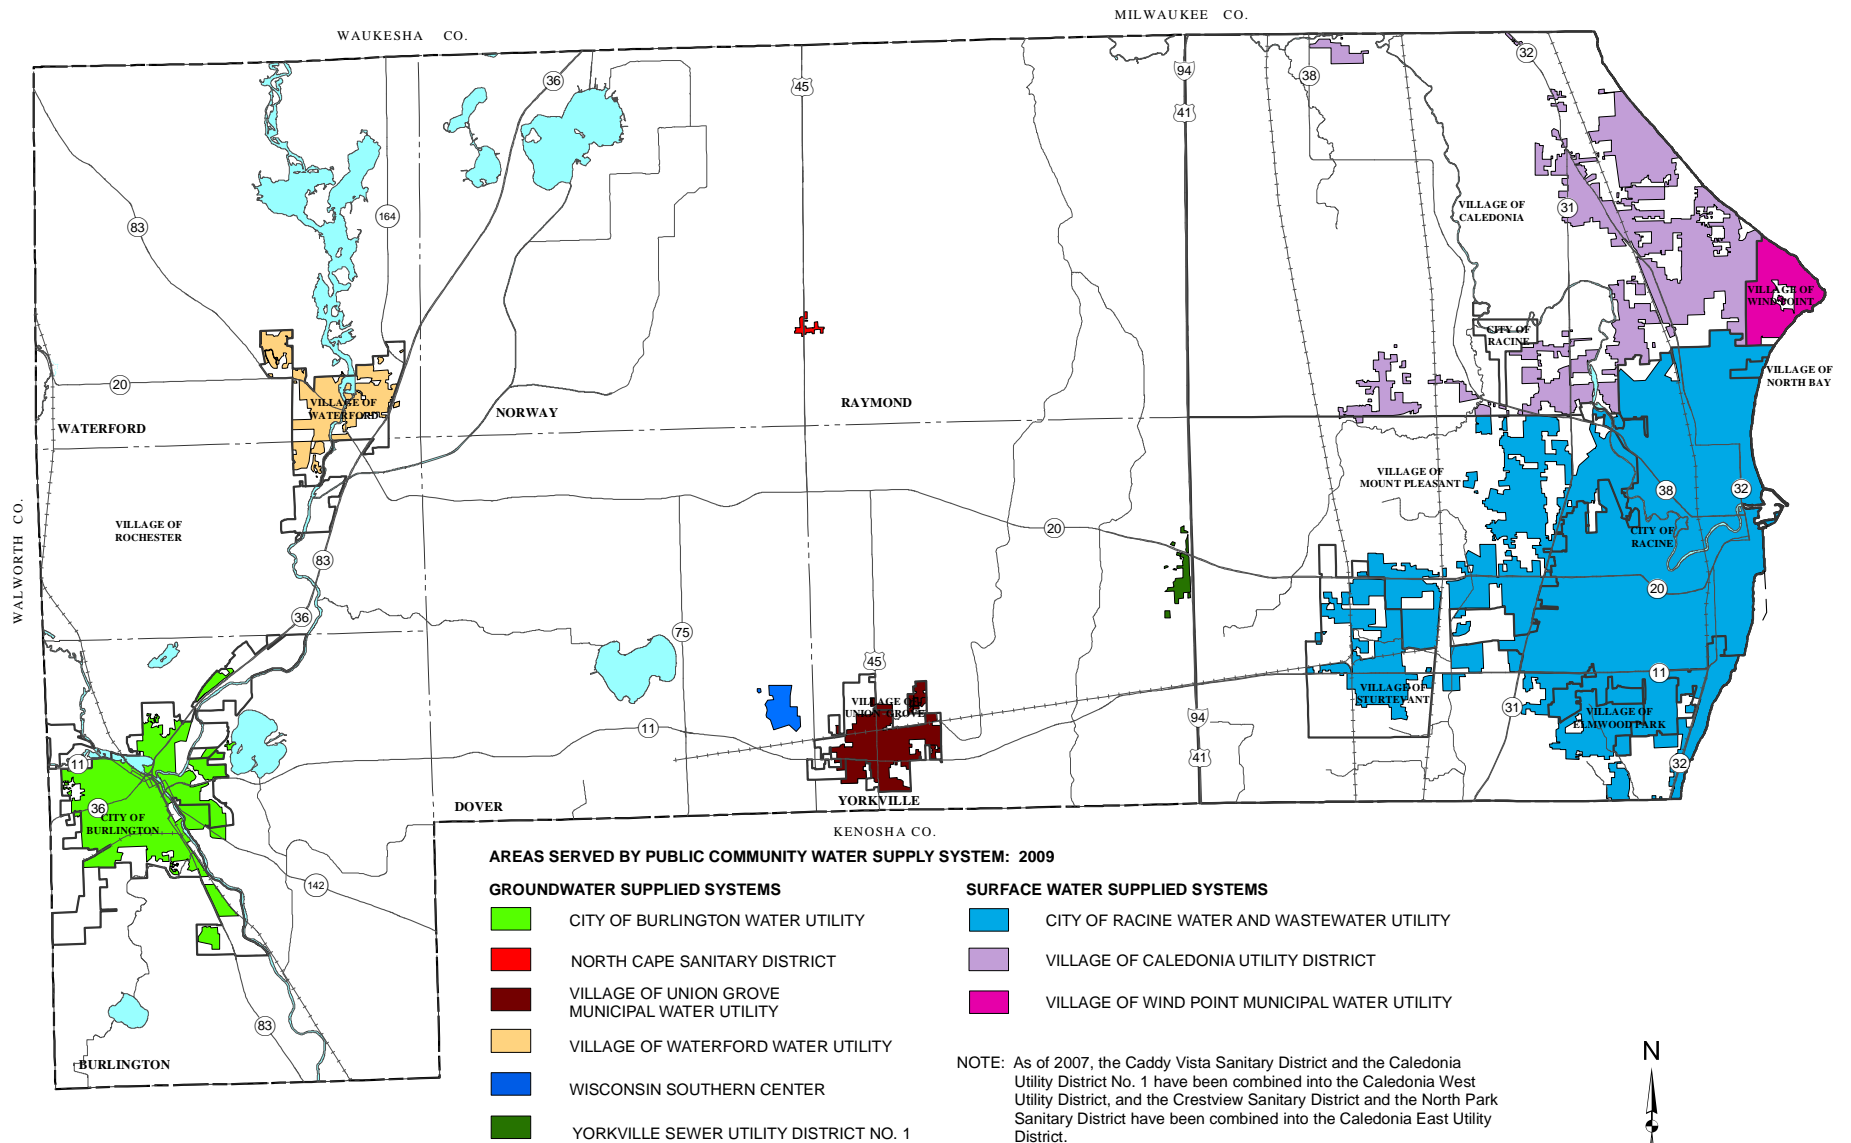 MILWAUKEE CO.
WAUKESHA CO.
36
32
94
38
45
41
83
164
31
VILLAGE OF
CALEDONIA
VILLAGE OF
WIND POINT
CITY OF
RACINE
VILLAGE OF
NORTH BAY
20
VILLAGE OF
WATERFORD
NORWAY
RAYMOND
WATERFORD
VILLAGE OF
MOUNT PLEASANT
38
32
WALWORTH CO.
VILLAGE OF
ROCHESTER
20
CITY OF
RACINE
83
20
36
75
45
11
VILLAGE OF
STURTEVANT
VILLAGE OF
UNION GROVE
31
VILLAGE OF
ELMWOOD PARK
94
11
41
32
11
36
CITY OF
BURLINGTON
DOVER
YORKVILLE
KENOSHA CO.
142
83
BURLINGTON
AREAS SERVED BY PUBLIC COMMUNITY WATER SUPPLY SYSTEM: 2009
GROUNDWATER SUPPLIED SYSTEMS
CITY OF BURLINGTON WATER UTILITY
NORTH CAPE SANITARY DISTRICT
VILLAGE OF UNION GROVE
MUNICIPAL WATER UTILITY
VILLAGE OF WATERFORD WATER UTILITY
WISCONSIN SOUTHERN CENTER
YORKVILLE SEWER UTILITY DISTRICT NO. 1
SURFACE WATER SUPPLIED SYSTEMS
CITY OF RACINE WATER AND WASTEWATER UTILITY
VILLAGE OF CALEDONIA UTILITY DISTRICT
VILLAGE OF WIND POINT MUNICIPAL WATER UTILITY
NOTE: As of 2007, the Caddy Vista Sanitary District and the Caledonia
Utility District No. 1 have been combined into the Caledonia West
Utility District, and the Crestview Sanitary District and the North Park
Sanitary District have been combined into the Caledonia East Utility
District.
N